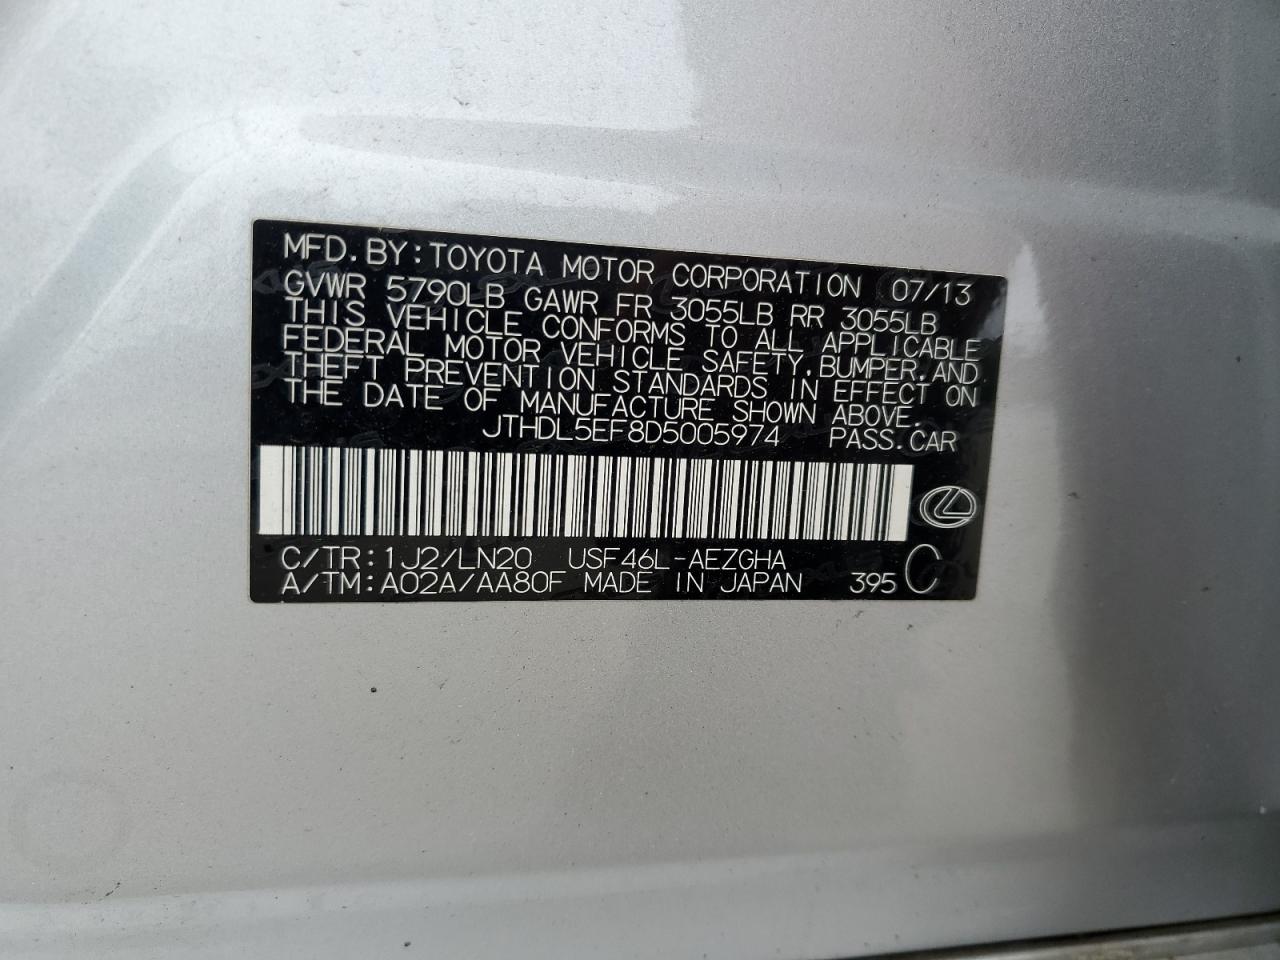 MFD.BY:TOYOTA MOTOR CORPORATION 07/13
GVWR 5790LB GAWR FR 3055LB RR 3055LB
THIS VEHICLE CONFORMS TO ALL APPLICABLE
FEDERAL MOTOR VEHICLE SAFETY,BUMPER,AND
THEFT PREVENTION STANDARDS IN EFFECT ON
THE DATE OF MANUFACTURE SHOWN ABOVE.
JTHDL5EF8D5005974 PASS.CAR
C/TR:1J2/LN20 USF46L-AEZGHA
A/TM:A02A/AA80F MADE IN JAPAN 395 C